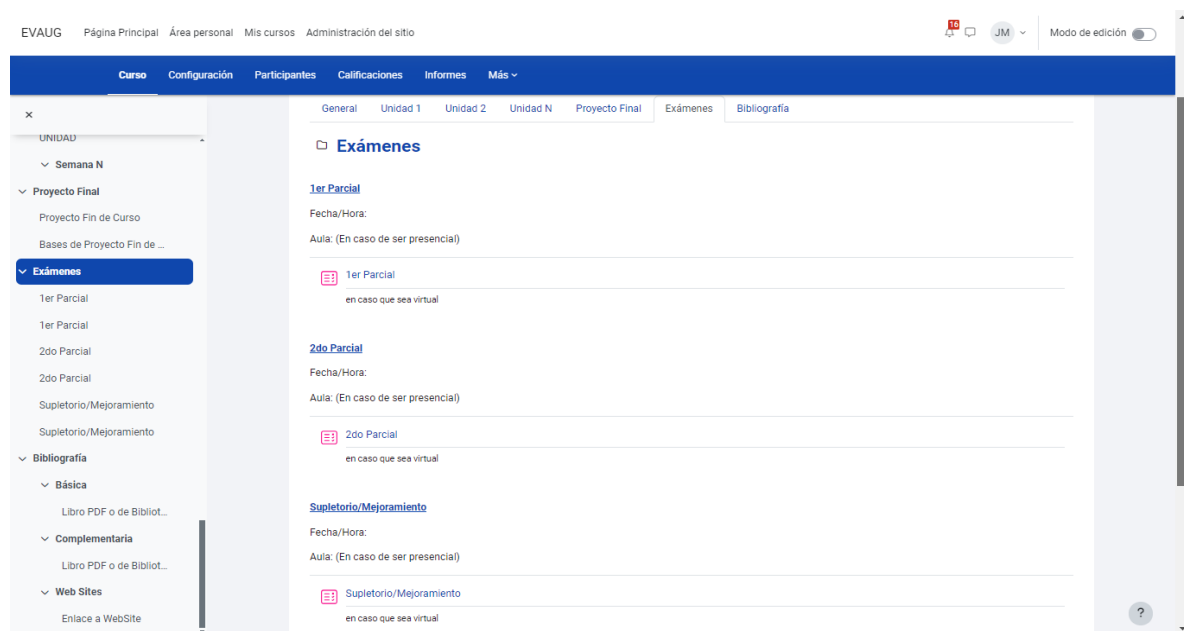 EVAUG Página Principal Área personal Mis cursos Administración del sitio 16 JM Modo de edición
Curso Configuración Participantes Calificaciones Informes Más
×
UNIDAD
Semana N
Proyecto Final
Proyecto Fin de Curso
Bases de Proyecto Fin de ...
Exámenes
1er Parcial
1er Parcial
2do Parcial
2do Parcial
Supletorio/Mejoramiento
Supletorio/Mejoramiento
Bibliografía
Básica
Libro PDF o de Bibliot...
Complementaria
Libro PDF o de Bibliot...
Web Sites
Enlace a WebSite
General Unidad 1 Unidad 2 Unidad N Proyecto Final Exámenes Bibliografía
Exámenes
1er Parcial
Fecha/Hora:
Aula: (En caso de ser presencial)
1er Parcial
en caso que sea virtual
2do Parcial
Fecha/Hora:
Aula: (En caso de ser presencial)
2do Parcial
en caso que sea virtual
Supletorio/Mejoramiento
Fecha/Hora:
Aula: (En caso de ser presencial)
Supletorio/Mejoramiento
en caso que sea virtual
?